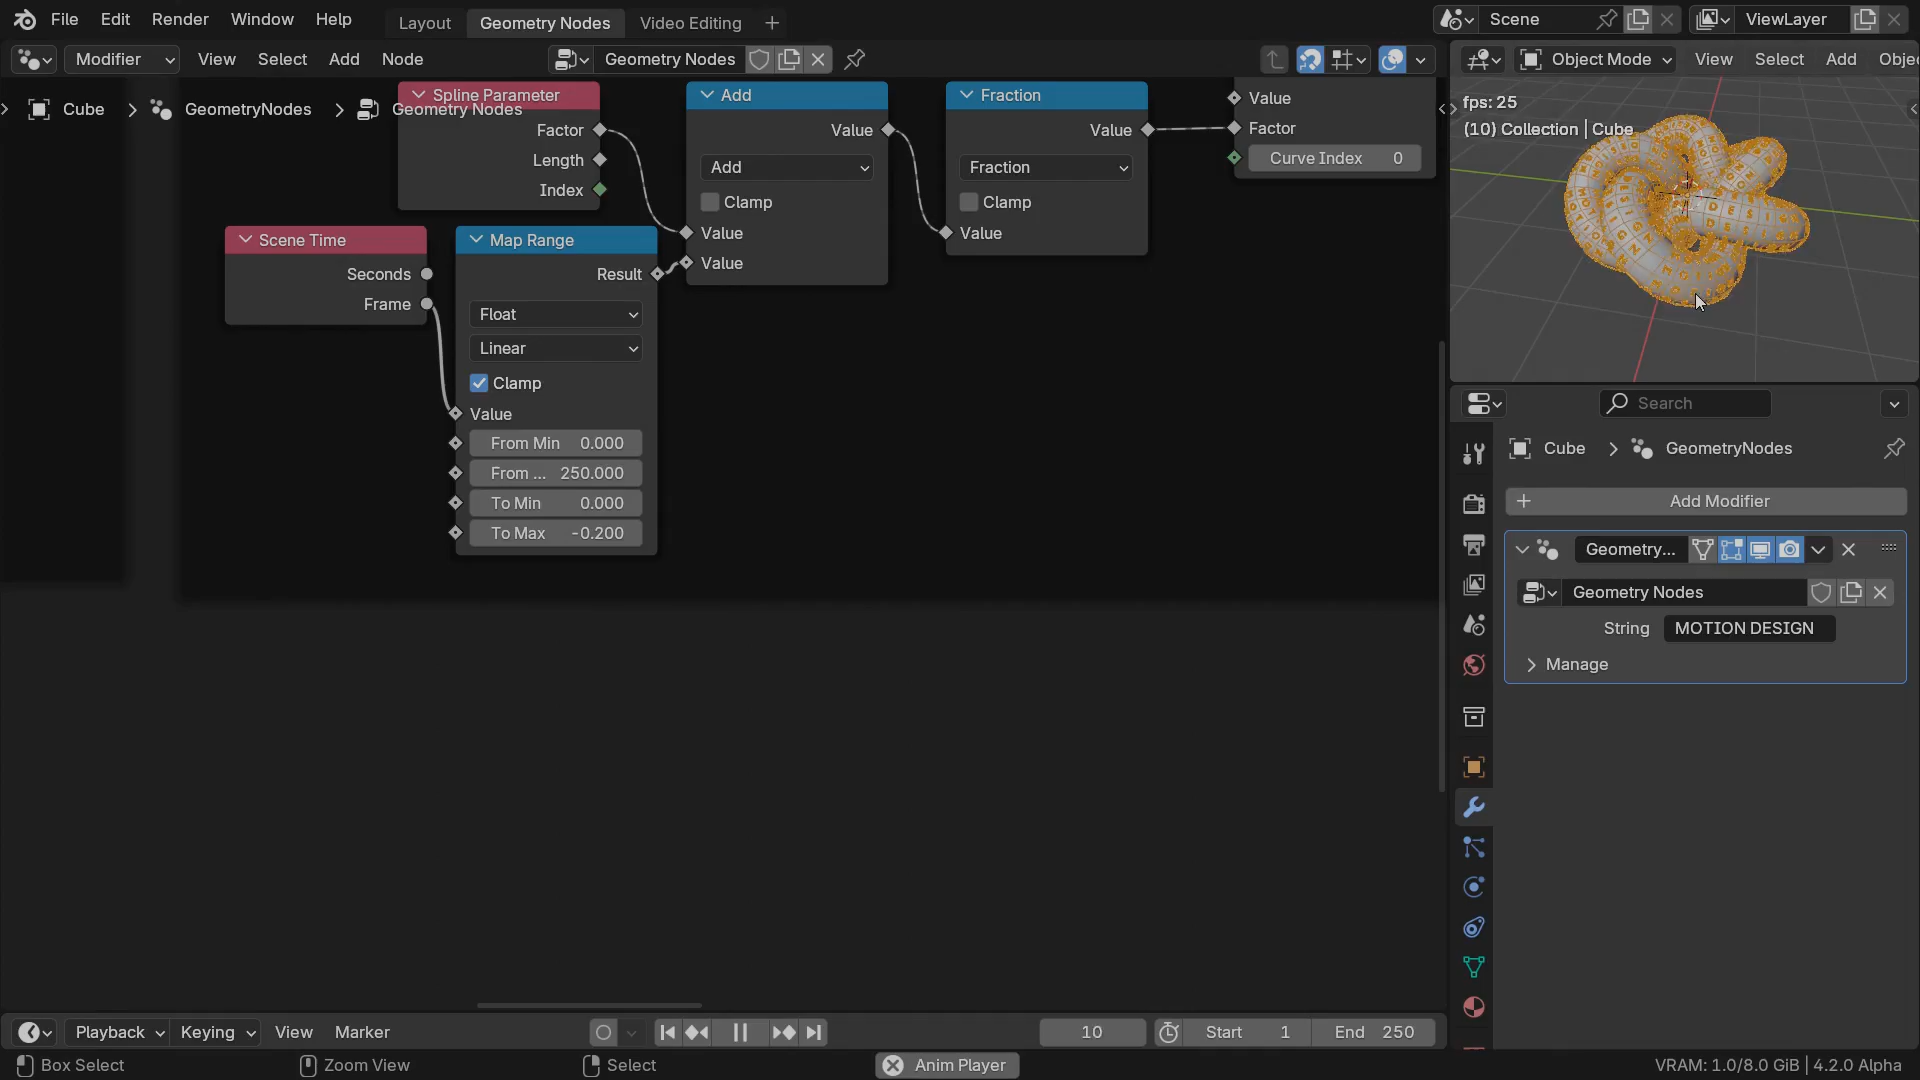 File Edit Render Window Help
Layout Geometry Nodes Video Editing
Scene
ViewLayer
Modifier View Select Add Node
Geometry Nodes
Object Mode View Select Add Objec
Cube > GeometryNodes > Geometry Nodes
Spline Parameter
Factor
Length
Index
Add
Value
Add
Clamp
Value
Value
Fraction
Value
Fraction
Clamp
Value
Value
Factor
Curve Index 0
fps: 25
(10) Collection | Cube
Scene Time
Seconds
Frame
Map Range
Result
Float
Linear
Clamp
Value
From Min 0.000
From ... 250.000
To Min 0.000
To Max -0.200
Search
Cube > GeometryNodes
Add Modifier
Geometry...
Geometry Nodes
String MOTION DESIGN
Manage
Playback Keying View Marker
10
Start 1
End 250
Box Select
Zoom View
Select
Anim Player
VRAM: 1.0/8.0 GiB | 4.2.0 Alpha